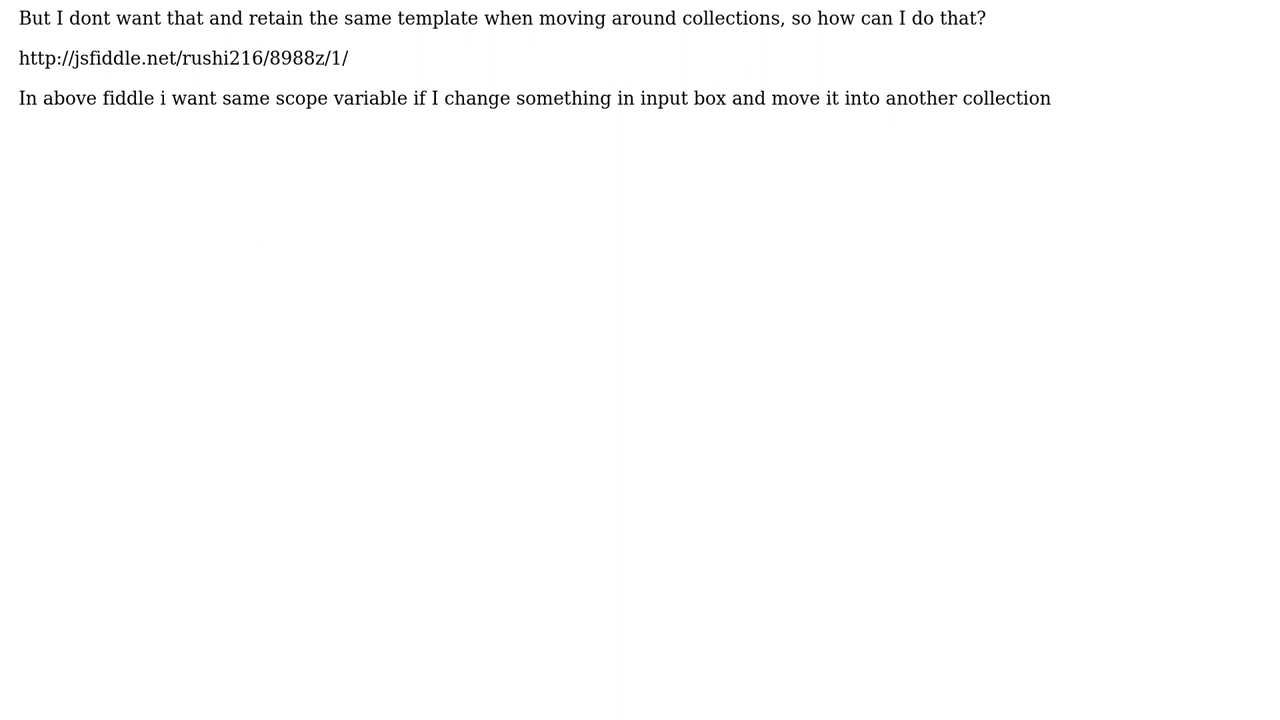 But I dont want that and retain the same template when moving around collections, so how can I do that?
http://jsfiddle.net/rushi216/8988z/1/
In above fiddle i want same scope variable if I change something in input box and move it into another collection